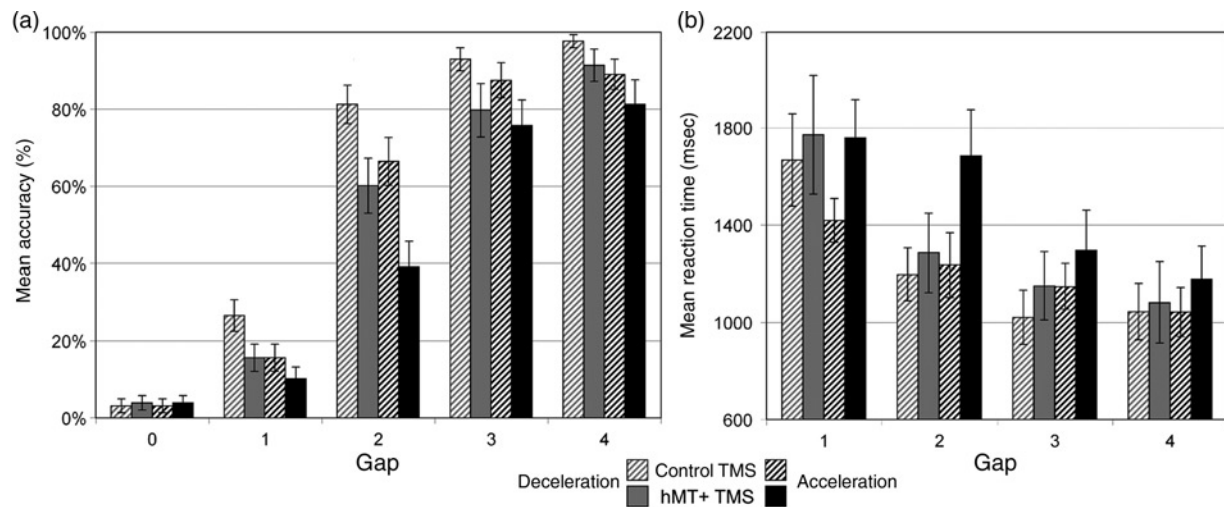 (a)
100%
80%
60%
40%
20%
0%
Mean accuracy (%)
0 1 2 3 4
Gap
(b)
2200
1800
1400
1000
600
Mean reaction time (msec)
1 2 3 4
Gap
Deceleration Control TMS Acceleration
hMT+ TMS